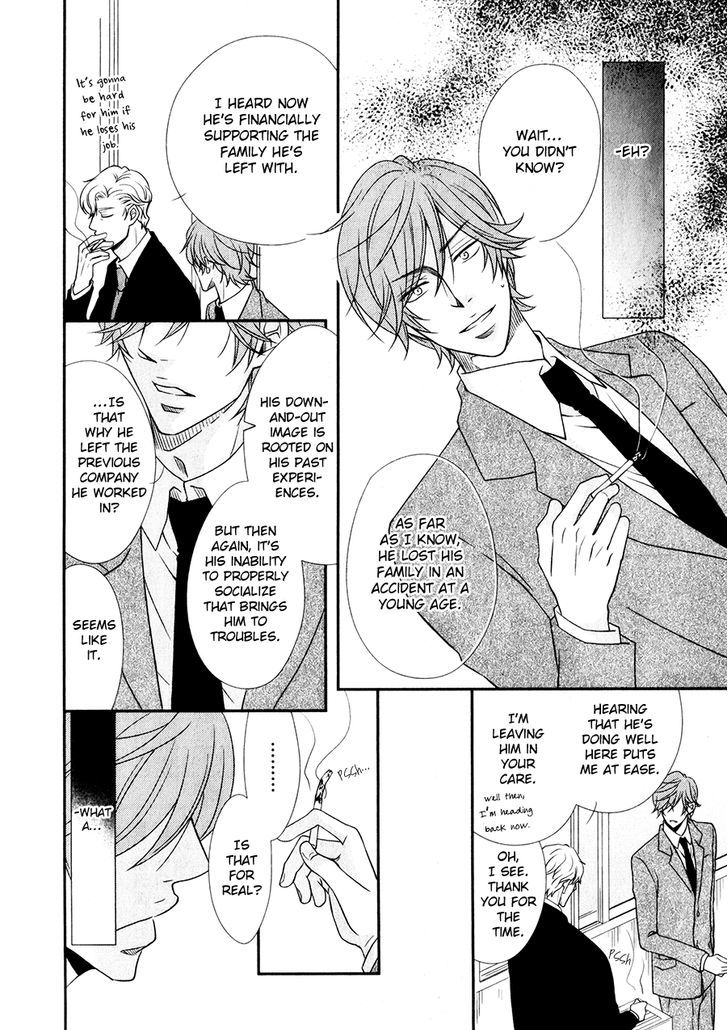 -EH?
WAIT...
YOU DIDN'T
KNOW?
AS FAR
AS I KNOW,
HE LOST HIS
FAMILY IN AN
ACCIDENT AT A
YOUNG AGE.
I HEARD NOW
HE'S FINANCIALLY
SUPPORTING THE
FAMILY HE'S
LEFT WITH.
It's gonna
be hard
for him if
he loses his
job.
HIS DOWN-
AND-OUT
IMAGE IS
ROOTED ON
HIS PAST
EXPERI-
ENCES.
BUT THEN
AGAIN, IT'S
HIS INABILITY
TO PROPERLY
SOCIALIZE
THAT BRINGS
HIM TO
TROUBLES.
...IS
THAT
WHY HE
LEFT THE
PREVIOUS
COMPANY
HE WORKED
IN?
SEEMS
LIKE
IT.
HEARING
THAT HE'S
DOING WELL
HERE PUTS
ME AT EASE.
I'M
LEAVING
HIM IN
YOUR
CARE.
well then,
I'm heading
back now.
OH,
I SEE.
THANK YOU
FOR THE
TIME.
PSSh
PSSh...
.........
IS
THAT
FOR
REAL?
-WHAT
A...